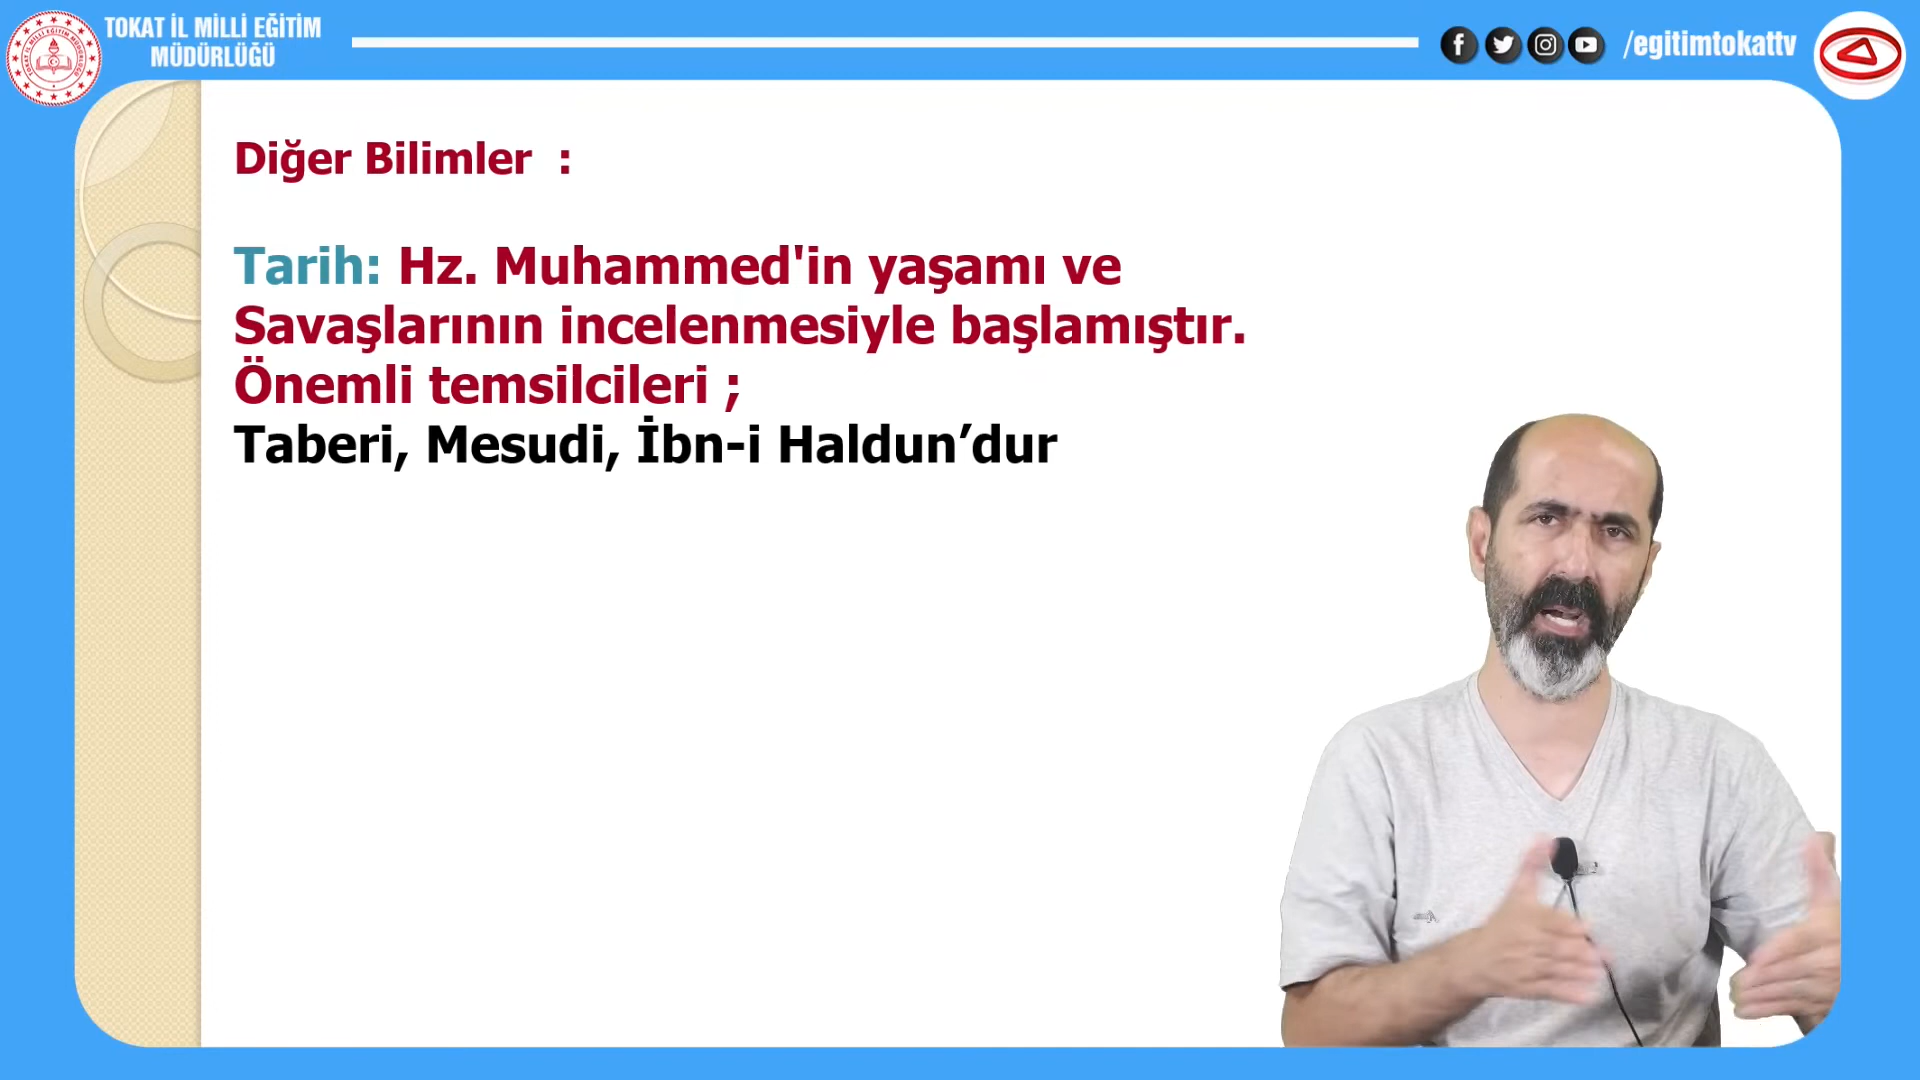 TOKAT İL MİLLİ EĞİTİM
MÜDÜRLÜĞÜ
/egitimtokattv
Diğer Bilimler :
Tarih: Hz. Muhammed'in yaşamı ve
Savaşlarının incelenmesiyle başlamıştır.
Önemli temsilcileri ;
Taberi, Mesudi, İbn-i Haldun’dur